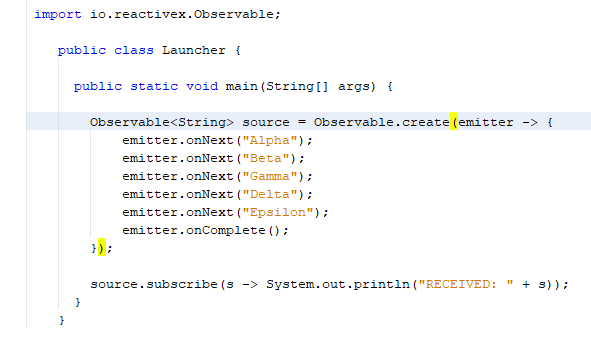 import io.reactivex.Observable;
public class Launcher {
public static void main(String[] args) {
Observable<String> source = Observable.create(emitter -> {
emitter.onNext("Alpha");
emitter.onNext("Beta");
emitter.onNext("Gamma");
emitter.onNext("Delta");
emitter.onNext("Epsilon");
emitter.onComplete();
});
source.subscribe(s -> System.out.println("RECEIVED: " + s));
}
}